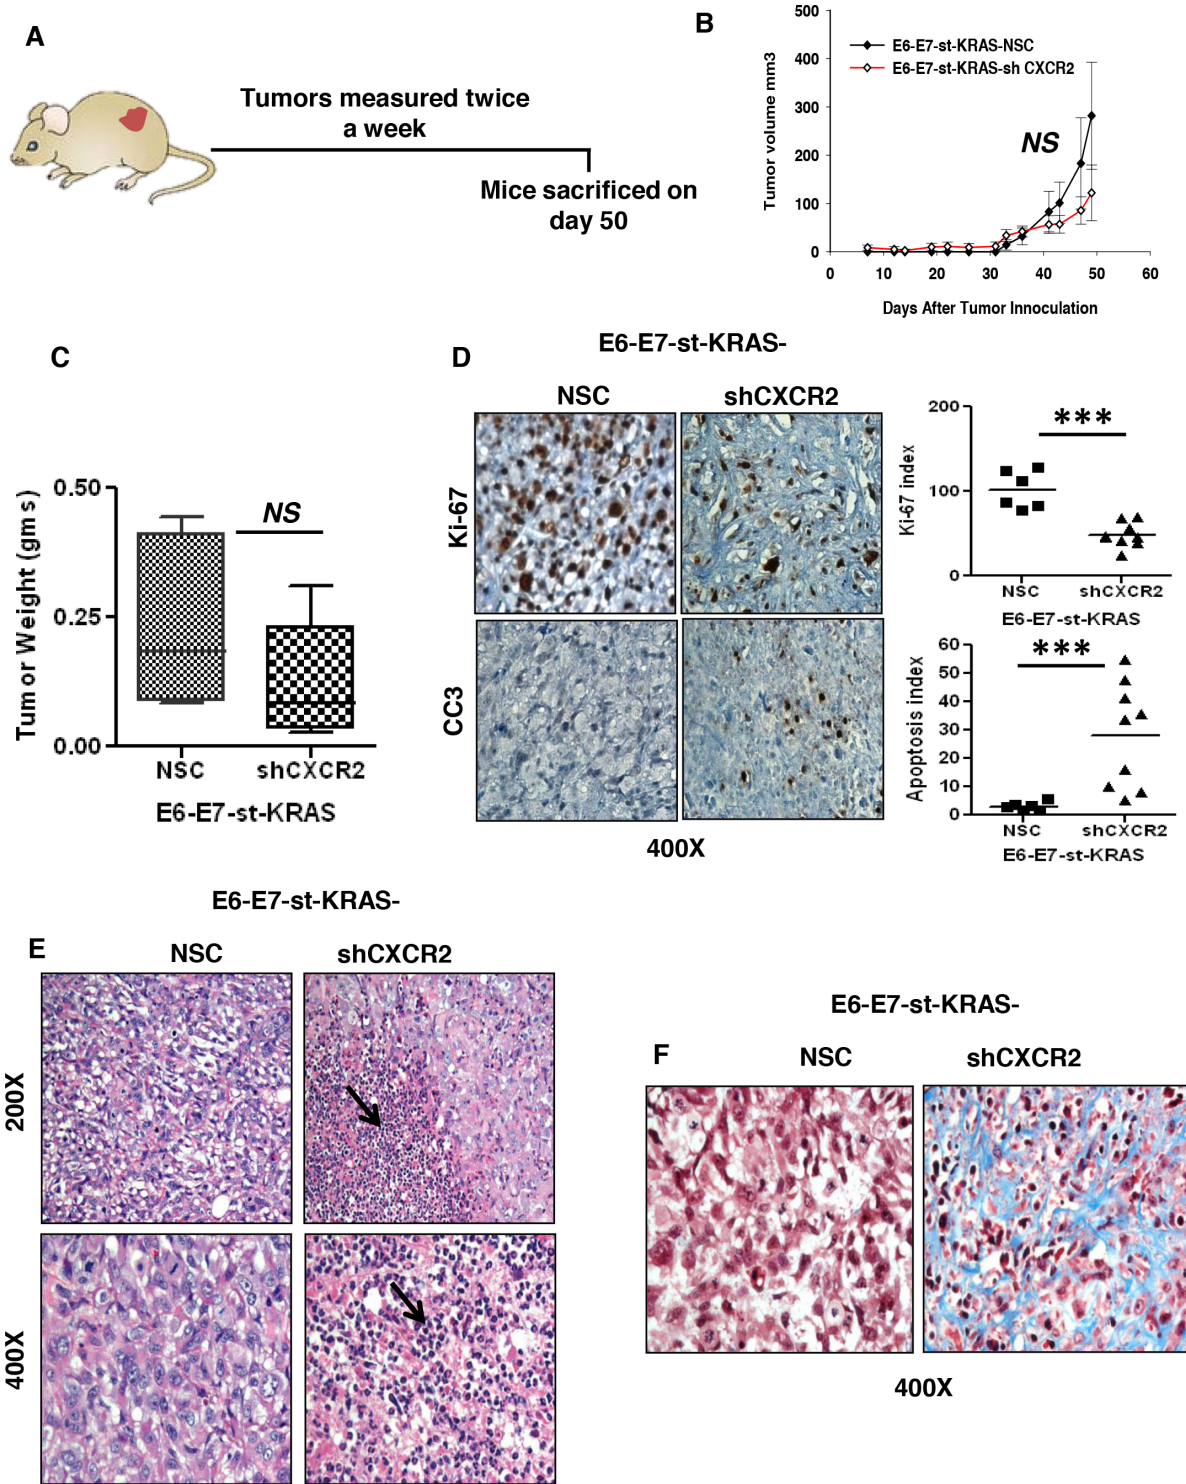 A
Tumors measured twice
a week
Mice sacrificed on
day 50
B
500
400
300
200
100
0
Tumor volume mm3
E6-E7-st-KRAS-NSC
E6-E7-st-KRAS-sh CXCR2
NS
0 10 20 30 40 50 60
Days After Tumor Innoculation
C
0.50
0.25
0.00
Tumor Weight (gms)
NS
NSC shCXCR2
E6-E7-st-KRAS
D
E6-E7-st-KRAS-
NSC shCXCR2
Ki-67
CC3
400X
200
100
0
Ki-67 index
***
NSC shCXCR2
E6-E7-st-KRAS
60
50
40
30
20
10
0
Apoptosis index
***
NSC shCXCR2
E6-E7-st-KRAS
E6-E7-st-KRAS-
E
NSC shCXCR2
200X
400X
E6-E7-st-KRAS-
F
NSC shCXCR2
400X